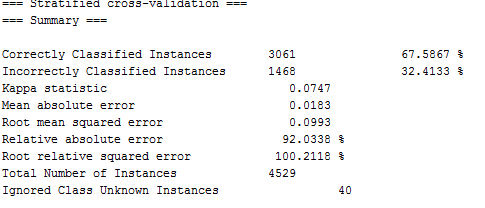 === Stratified cross-validation ===
=== Summary ===
Correctly Classified Instances 3061 67.5867 %
Incorrectly Classified Instances 1468 32.4133 %
Kappa statistic 0.0747
Mean absolute error 0.0183
Root mean squared error 0.0993
Relative absolute error 92.0338 %
Root relative squared error 100.2118 %
Total Number of Instances 4529
Ignored Class Unknown Instances 40